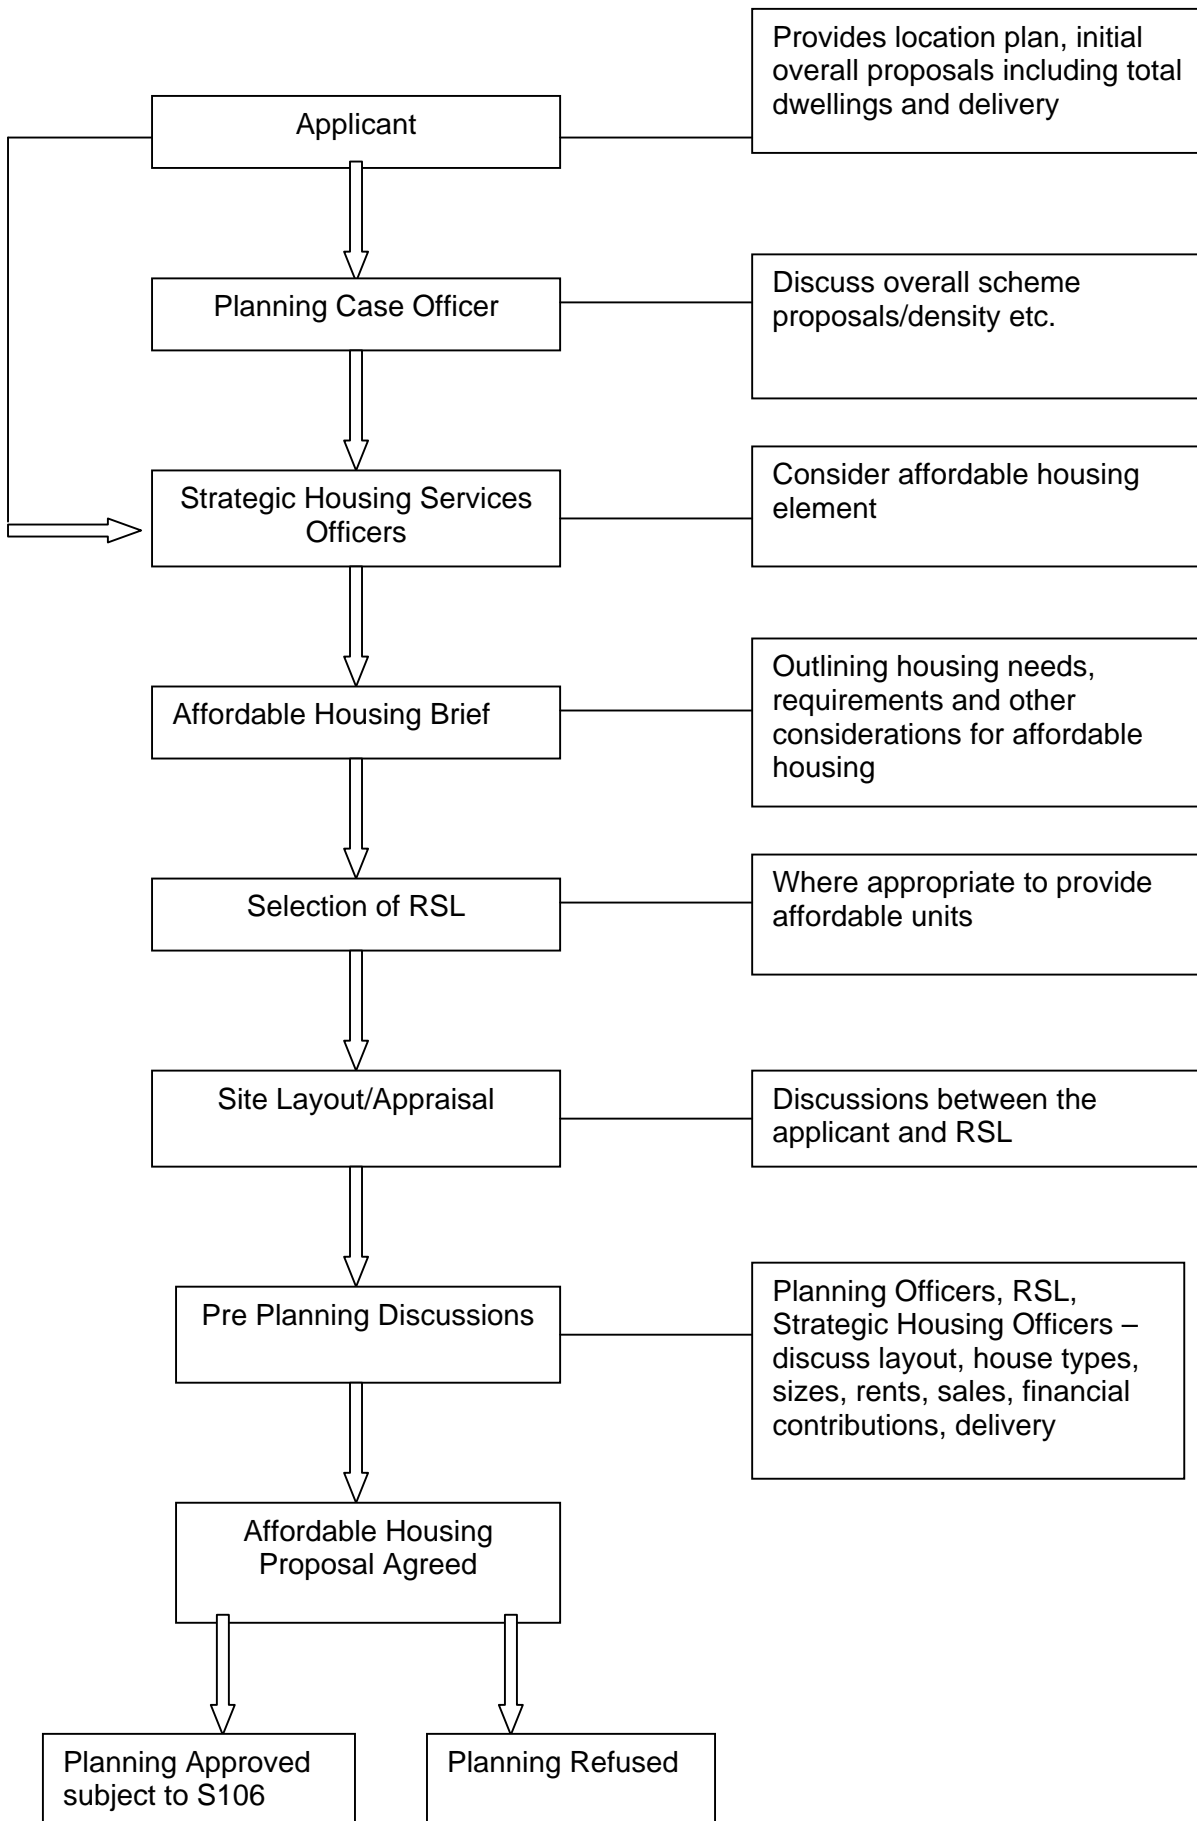 Provides location plan, initial
overall proposals including total
dwellings and delivery
Applicant
Planning Case Officer
Discuss overall scheme
proposals/density etc.
Strategic Housing Services
Officers
Consider affordable housing
element
Affordable Housing Brief
Outlining housing needs,
requirements and other
considerations for affordable
housing
Selection of RSL
Where appropriate to provide
affordable units
Site Layout/Appraisal
Discussions between the
applicant and RSL
Pre Planning Discussions
Planning Officers, RSL,
Strategic Housing Officers –
discuss layout, house types,
sizes, rents, sales, financial
contributions, delivery
Affordable Housing
Proposal Agreed
Planning Approved
subject to S106
Planning Refused